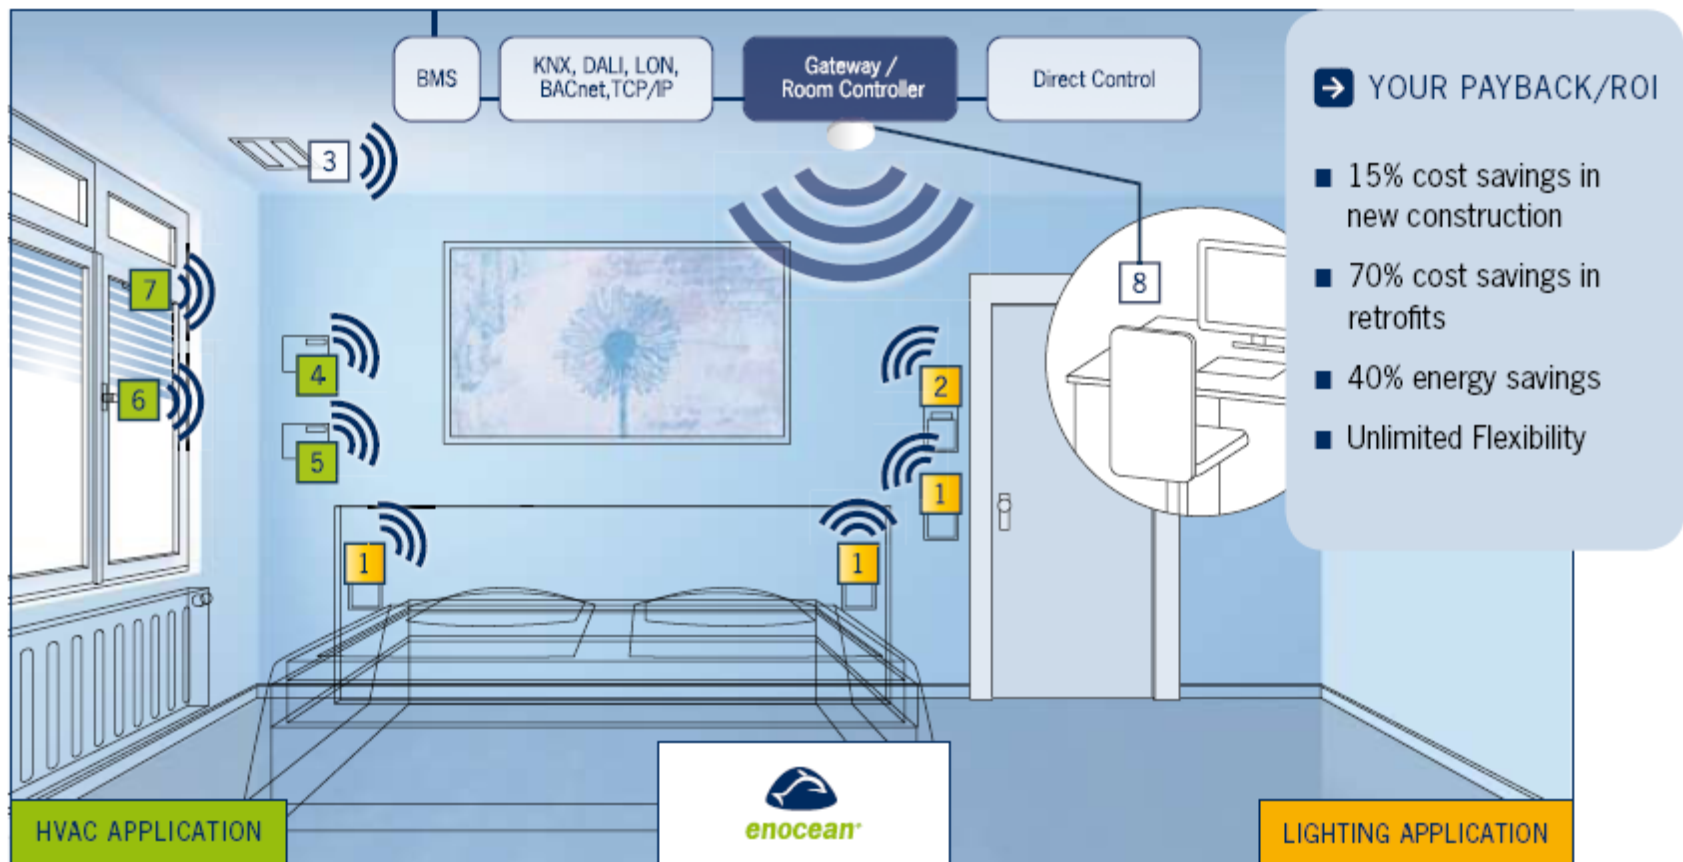 BMS
KNX, DALI, LON,
BACnet,TCP/IP
Gateway /
Room Controller
Direct Control
YOUR PAYBACK/ROI
■ 15% cost savings in
new construction
■ 70% cost savings in
retrofits
■ 40% energy savings
■ Unlimited Flexibility
3
7
8
4
2
6
5
1
1
1
HVAC APPLICATION
enocean®
LIGHTING APPLICATION